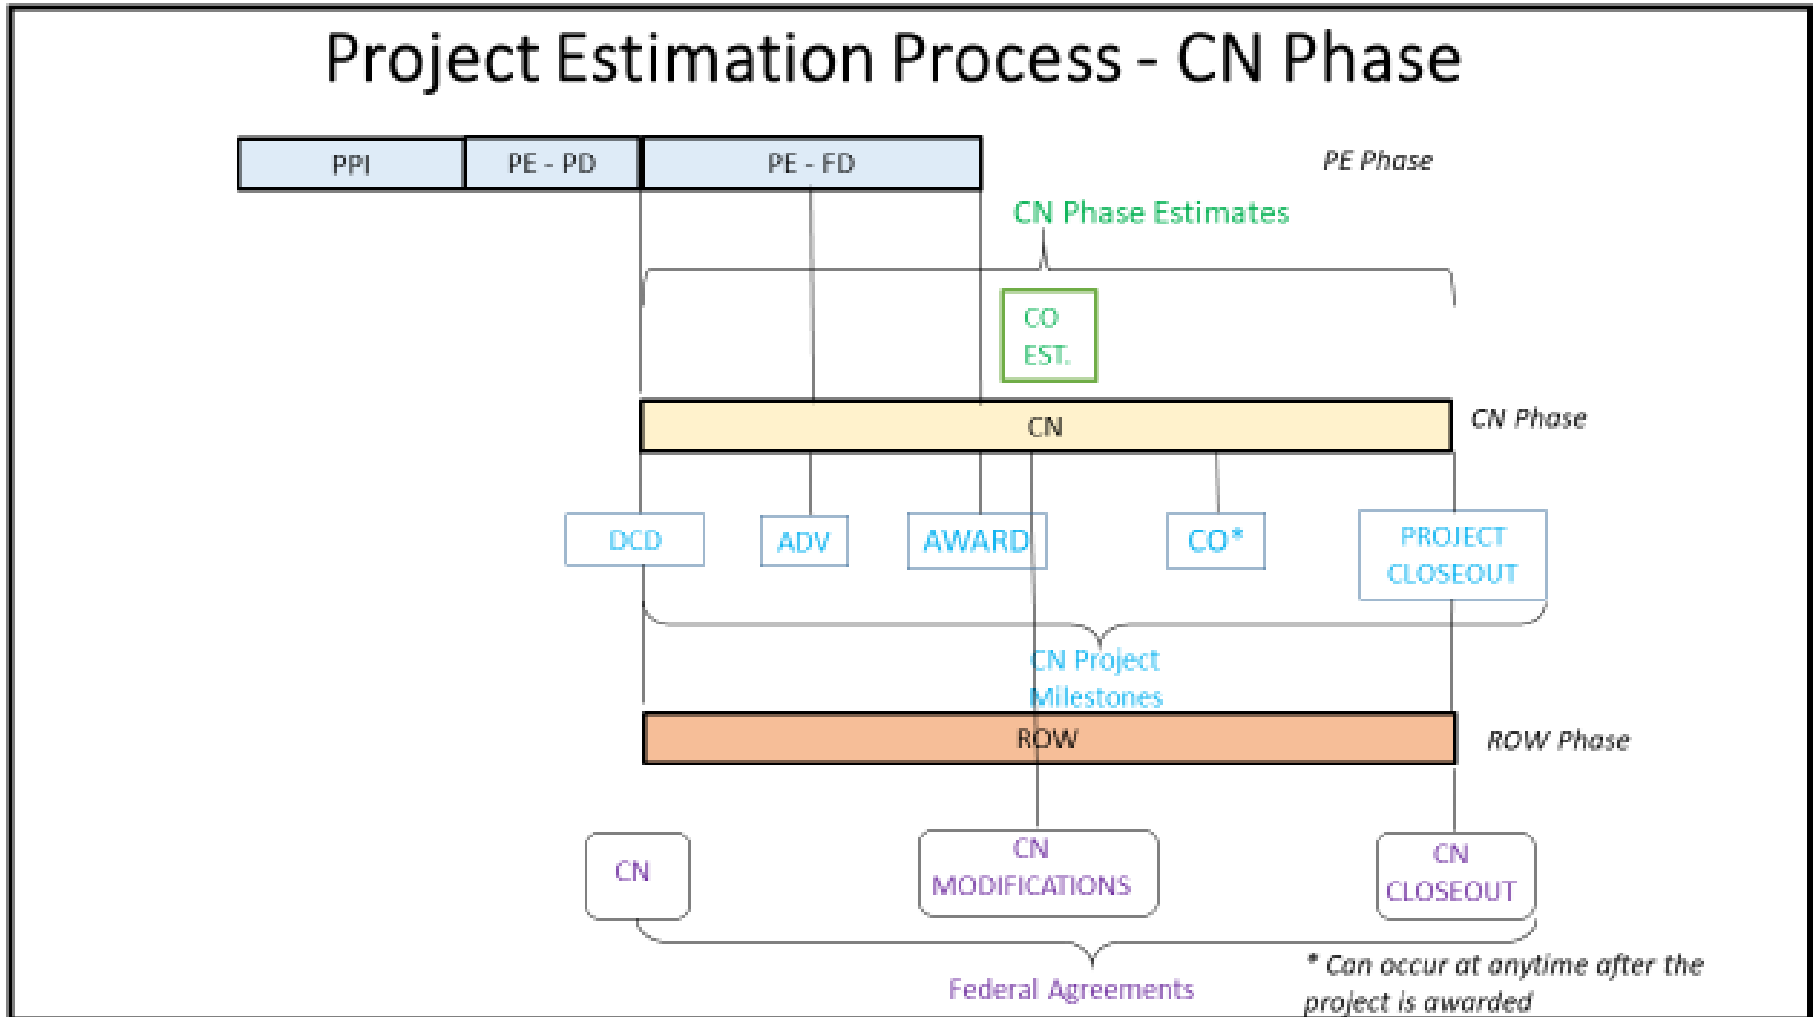 Project Estimation Process - CN Phase
PPI
PE - PD
PE - FD
PE Phase
CN Phase Estimates
CO
EST.
CN
CN Phase
DCD
ADV
AWARD
CO*
PROJECT
CLOSEOUT
CN Project
Milestones
ROW
ROW Phase
CN
CN
MODIFICATIONS
CN
CLOSEOUT
Federal Agreements
* Can occur at anytime after the
project is awarded